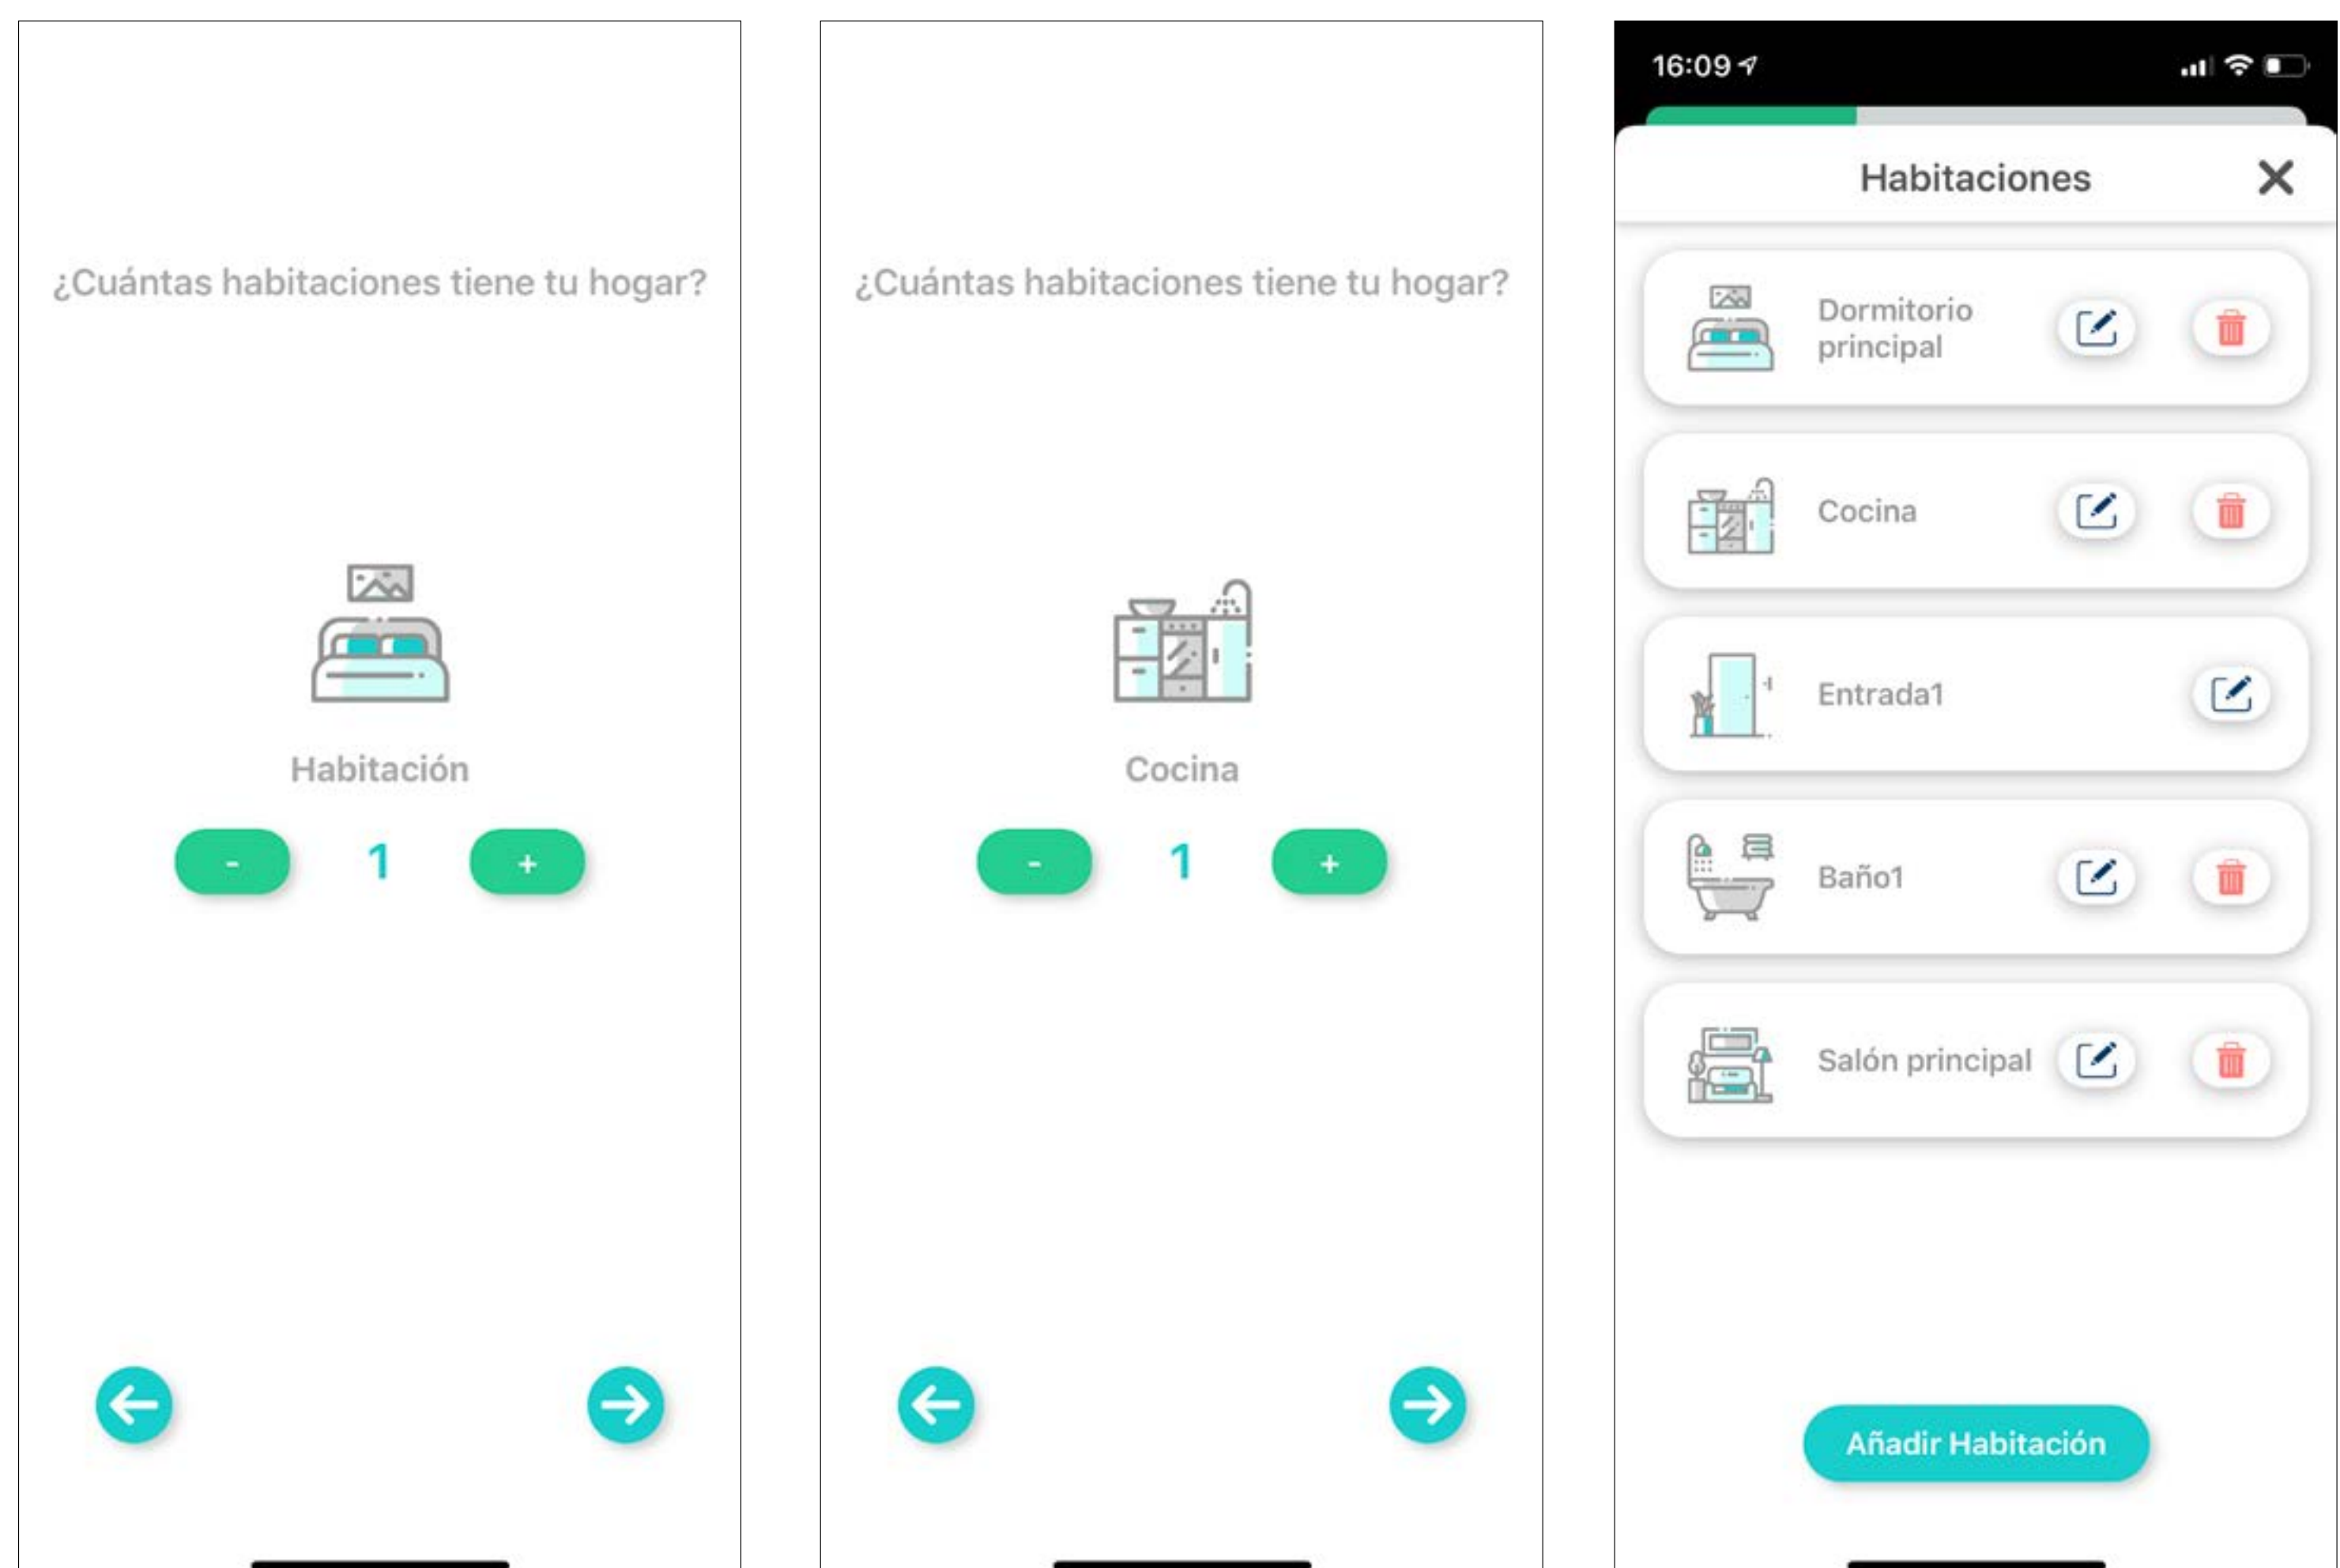 ¿Cuántas habitaciones tiene tu hogar?
Habitación
- 1 +
¿Cuántas habitaciones tiene tu hogar?
Cocina
- 1 +
16:09
Habitaciones
Dormitorio
principal
Cocina
Entrada1
Baño1
Salón principal
Añadir Habitación